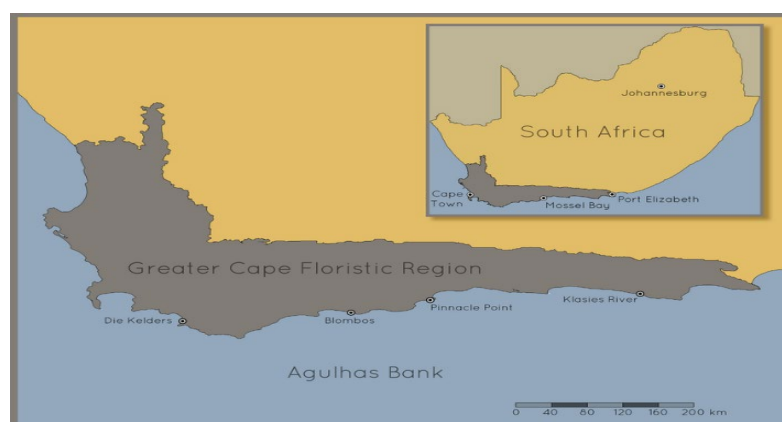 Johannesburg
South Africa
Cape
Town
Mossel Bay
Port Elizabeth
Greater Cape Floristic Region
Die Kelders
Blombos
Pinnacle Point
Klasies River
Agulhas Bank
0 40 80 120 160 200 km